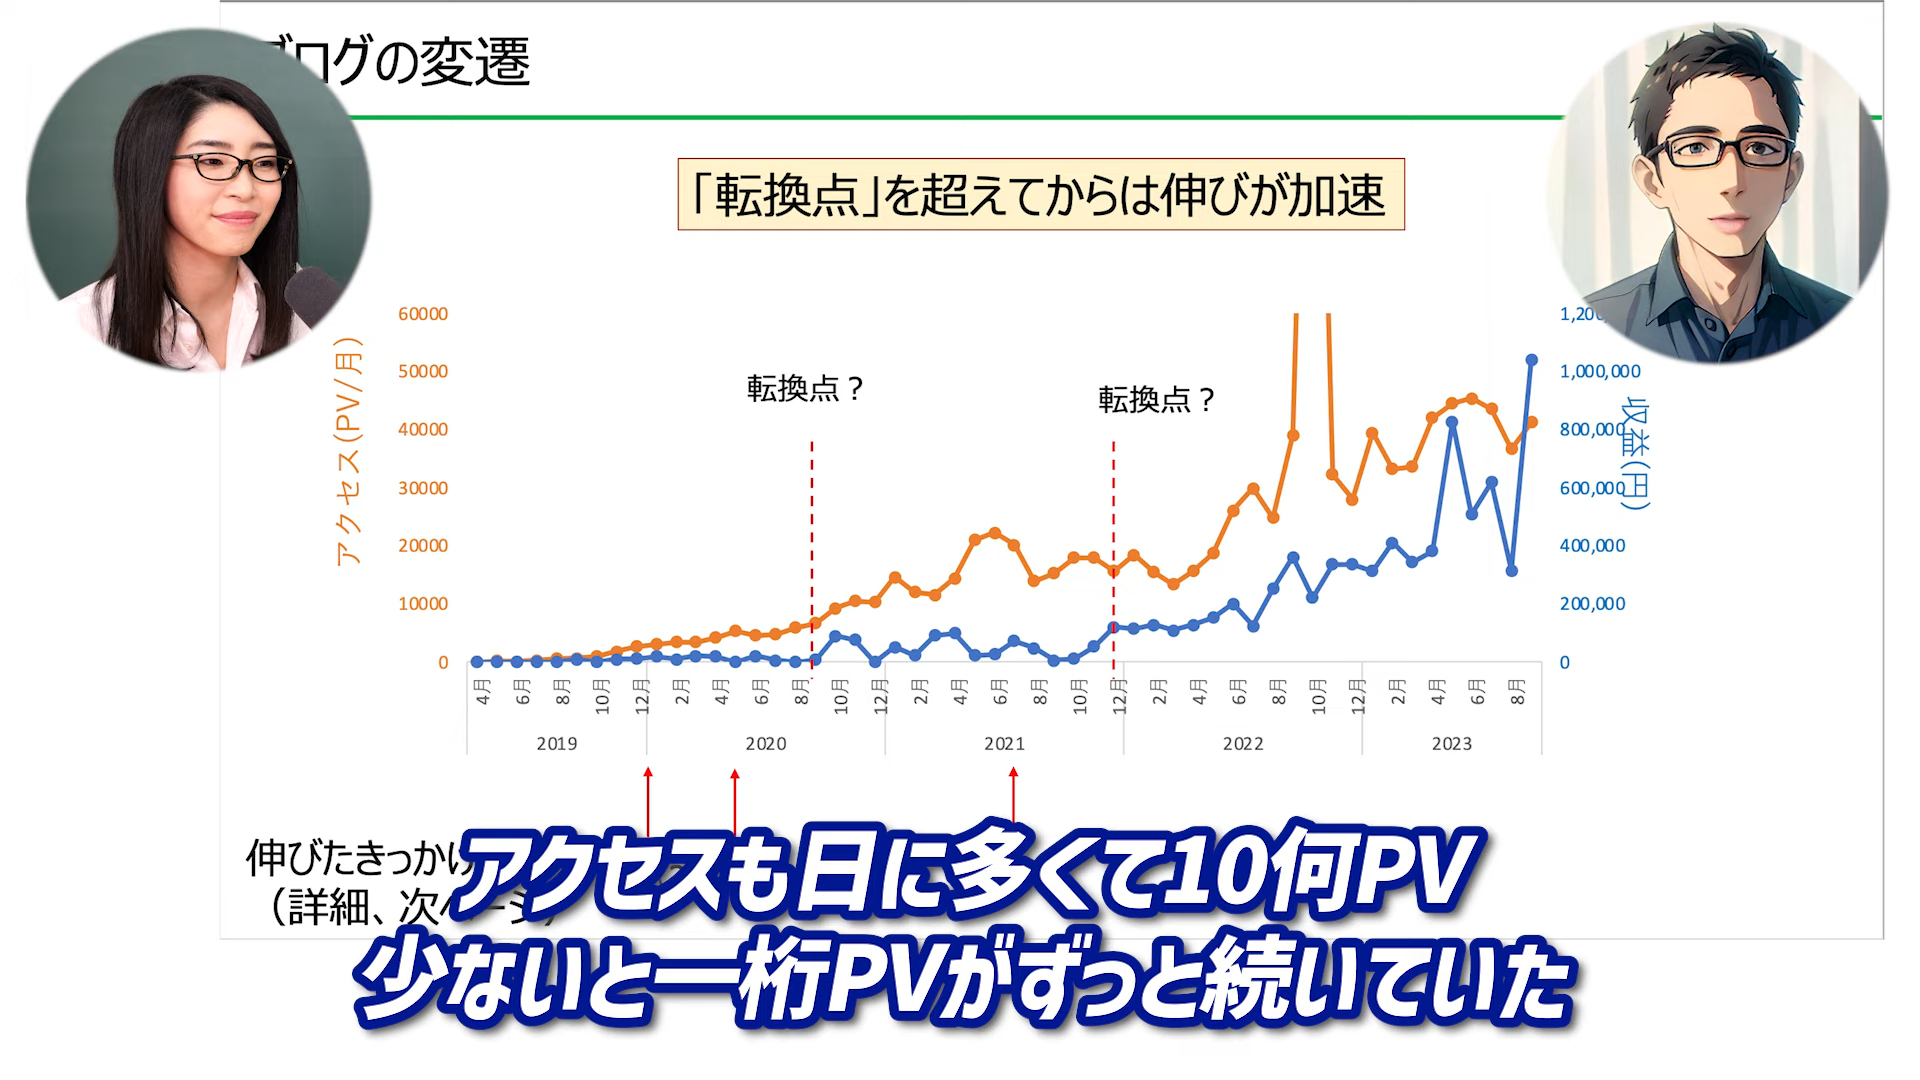 ブログの変遷
「転換点」を超えてからは伸びが加速
アクセス(PV/月)
60000
50000
40000
30000
20000
10000
0
転換点？
転換点？
1,200
1,000,000
800,000
600,000
400,000
200,000
0
収益(円)
4月 6月 8月 10月 12月 2月 4月 6月 8月 10月 12月 2月 4月 6月 8月 10月 12月 2月 4月 6月 8月 10月 12月 2月 4月 6月 8月
2019 2020 2021 2022 2023
伸びたきっかけ
（詳細、次ページ）
アクセスも日に多くて10何PV
少ないと一桁PVがずっと続いていた